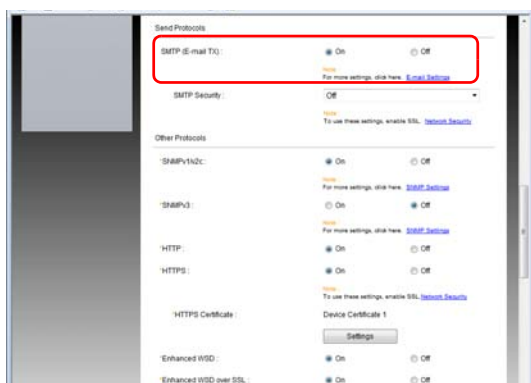 Send Protocols
SMTP (E-mail TX) : On Off
Note :
For more settings, click here. E-mail Settings
SMTP Security : Off
Note :
To use these settings, enable SSL. Network Security
Other Protocols
*SNMPv1/v2c : On Off
Note :
For more settings, click here. SNMP Settings
*SNMPv3 : On Off
Note :
For more settings, click here. SNMP Settings
*HTTP : On Off
*HTTPS : On Off
Note :
To use these settings, enable SSL. Network Security
*HTTPS Certificate : Device Certificate 1
Settings
*Enhanced WSD : On Off
*Enhanced WSD over SSL : On Off